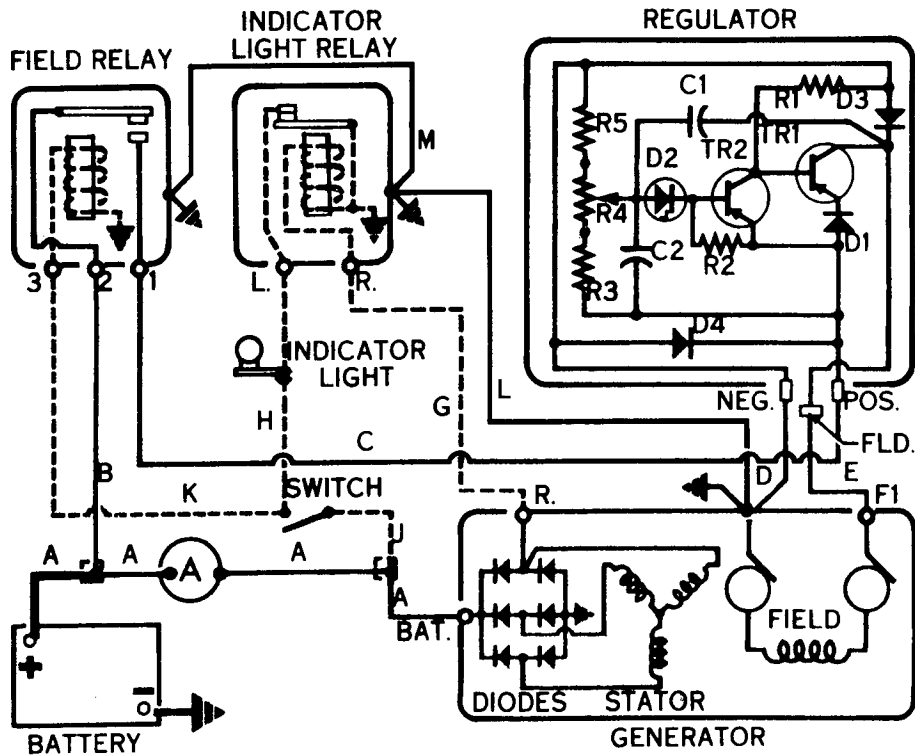 INDICATOR
LIGHT RELAY
REGULATOR
FIELD RELAY
C1
R1
D3
R5
TR1
TR2
M
D2
R4
C2
R2
D1
R3
3
2
1
L.
R.
D4
INDICATOR
LIGHT
G
L
NEG.
POS.
H
C
FLD.
B
D
E
K
SWITCH
R.
F1
J
A
A
A
A
A
BAT.
FIELD
+
−
DIODES
STATOR
BATTERY
GENERATOR